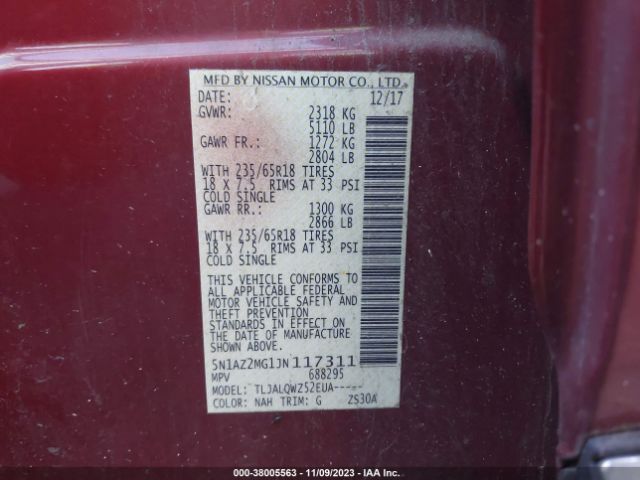 MFD BY NISSAN MOTOR CO., LTD.
DATE: 12/17
GVWR: 2318 KG
5110 LB
GAWR FR.: 1272 KG
2804 LB
WITH 235/65R18 TIRES
18 X 7.5 RIMS AT 33 PSI
COLD SINGLE
GAWR RR.: 1300 KG
2866 LB
WITH 235/65R18 TIRES
18 X 7.5 RIMS AT 33 PSI
COLD SINGLE
THIS VEHICLE CONFORMS TO
ALL APPLICABLE FEDERAL
MOTOR VEHICLE SAFETY AND
THEFT PREVENTION
STANDARDS IN EFFECT ON
THE DATE OF MANUFACTURE
SHOWN ABOVE.
5N1AZ2MG1JN117311
MPV 688295
MODEL: TLJALQWZ52EUA-----
COLOR: NAH TRIM: G ZS30A
000-38005563 - 11/09/2023 - IAA Inc.